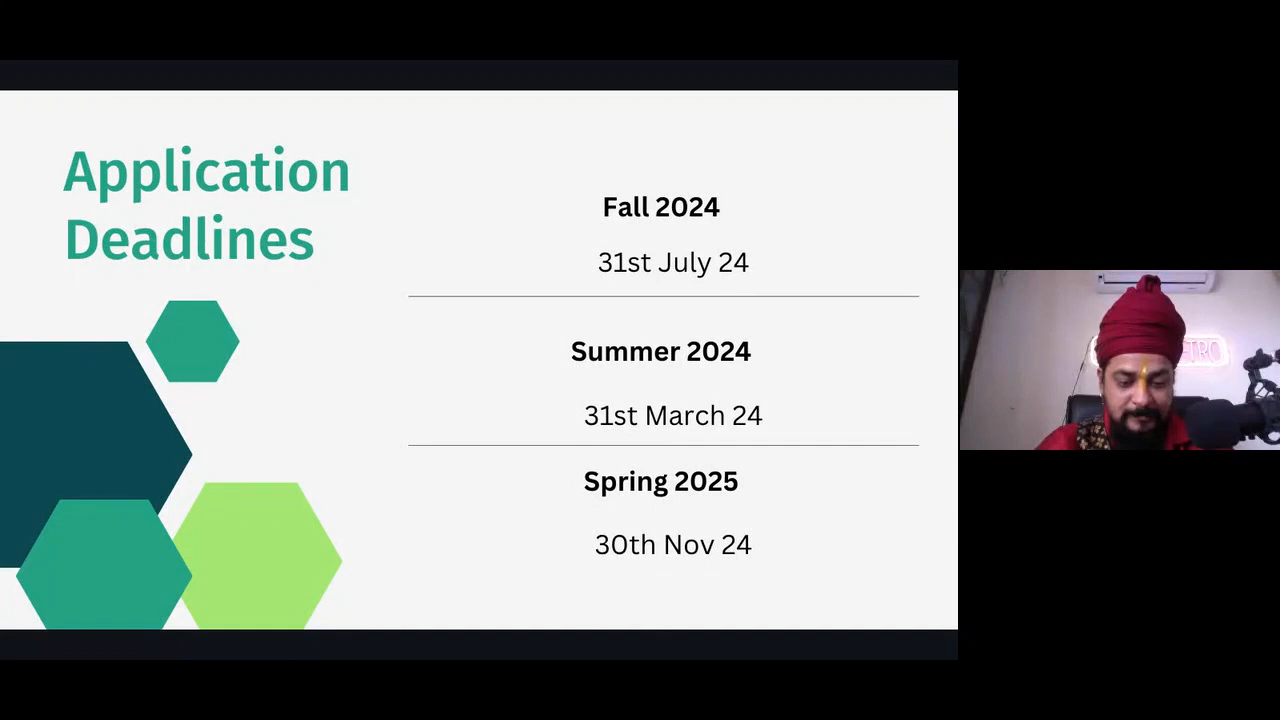 Application
Deadlines
Fall 2024
31st July 24
Summer 2024
31st March 24
Spring 2025
30th Nov 24